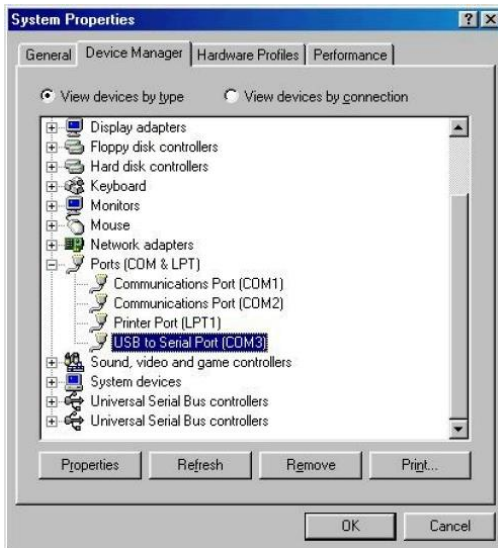 System Properties
General Device Manager Hardware Profiles Performance
View devices by type View devices by connection
Display adapters
Floppy disk controllers
Hard disk controllers
Keyboard
Monitors
Mouse
Network adapters
Ports (COM & LPT)
Communications Port (COM1)
Communications Port (COM2)
Printer Port (LPT1)
USB to Serial Port (COM3)
Sound, video and game controllers
System devices
Universal Serial Bus controllers
Universal Serial Bus controllers
Properties Refresh Remove Print...
OK Cancel